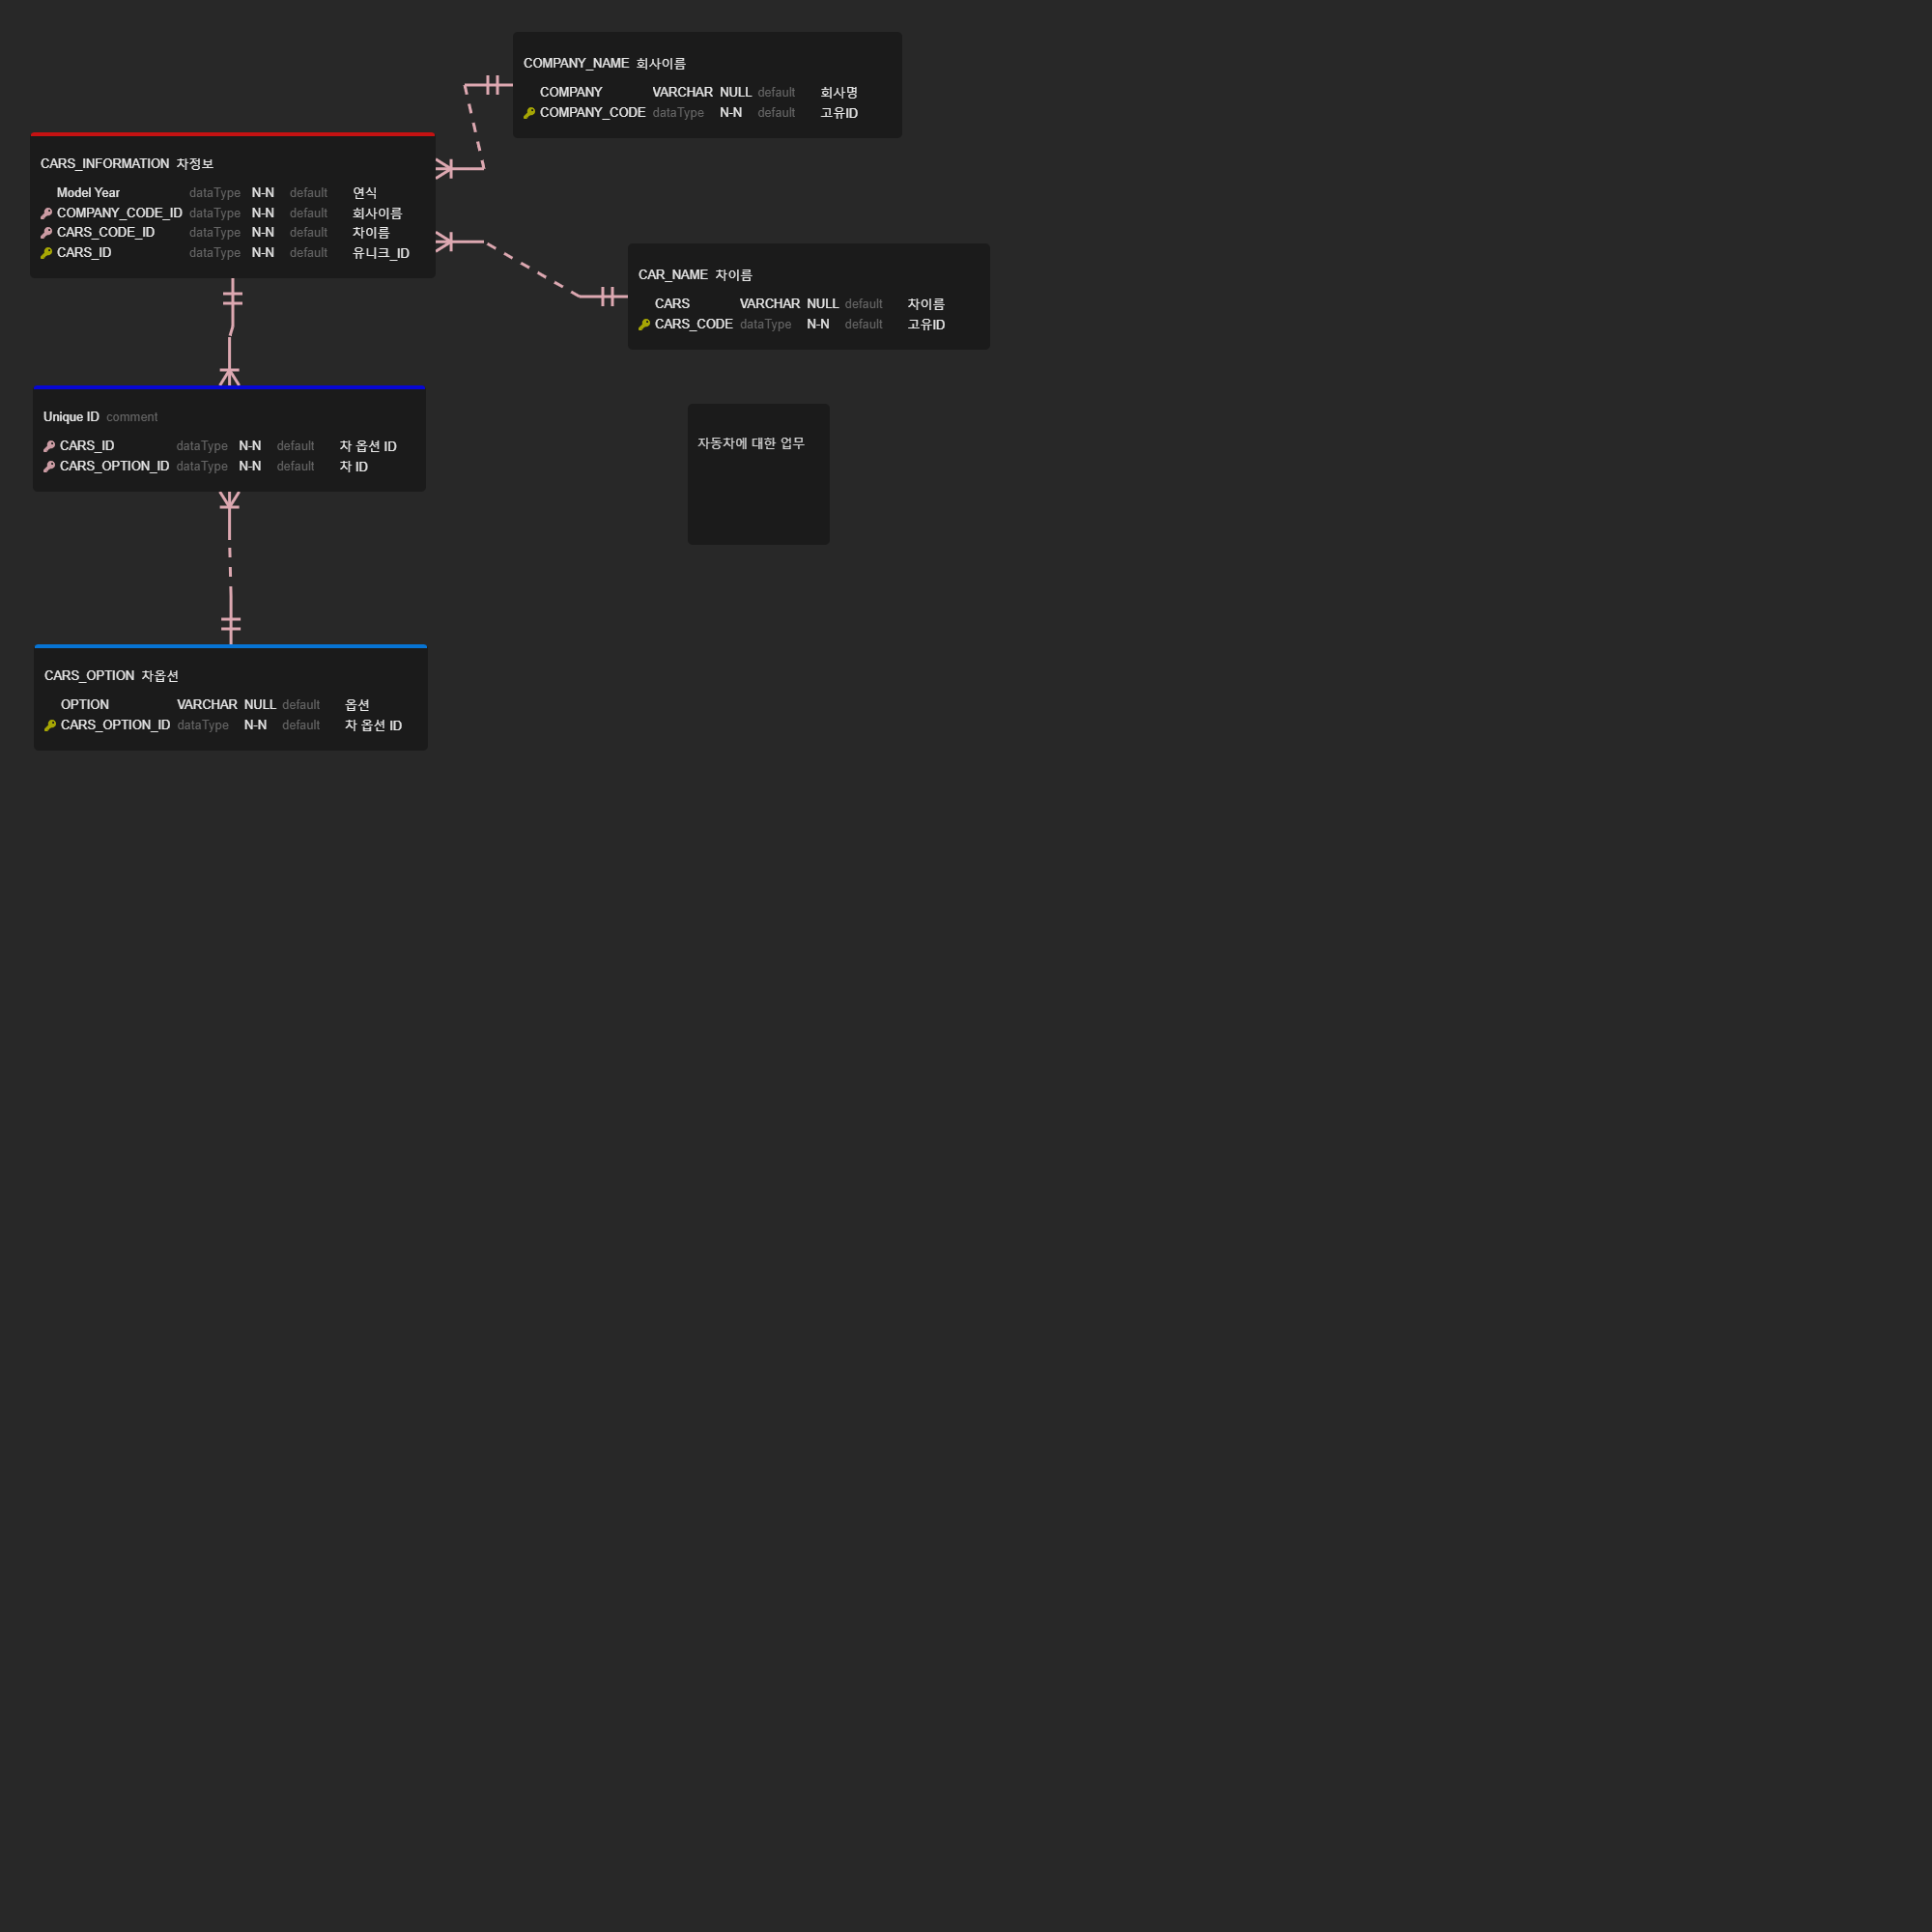 COMPANY_NAME 회사이름
COMPANY VARCHAR NULL default 회사명
COMPANY_CODE dataType N-N default 고유ID
CARS_INFORMATION 차정보
Model Year dataType N-N default 연식
COMPANY_CODE_ID dataType N-N default 회사이름
CARS_CODE_ID dataType N-N default 차이름
CARS_ID dataType N-N default 유니크_ID
CAR_NAME 차이름
CARS VARCHAR NULL default 차이름
CARS_CODE dataType N-N default 고유ID
Unique ID comment
CARS_ID dataType N-N default 차 옵션 ID
CARS_OPTION_ID dataType N-N default 차 ID
자동차에 대한 업무
CARS_OPTION 차옵션
OPTION VARCHAR NULL default 옵션
CARS_OPTION_ID dataType N-N default 차 옵션 ID